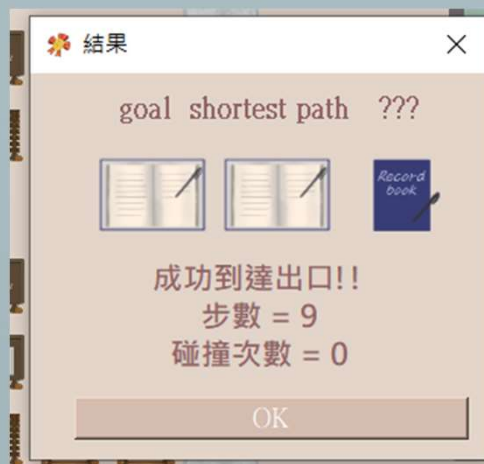 結果
goal shortest path ???
Record
book
成功到達出口!!
步數 = 9
碰撞次數 = 0
OK